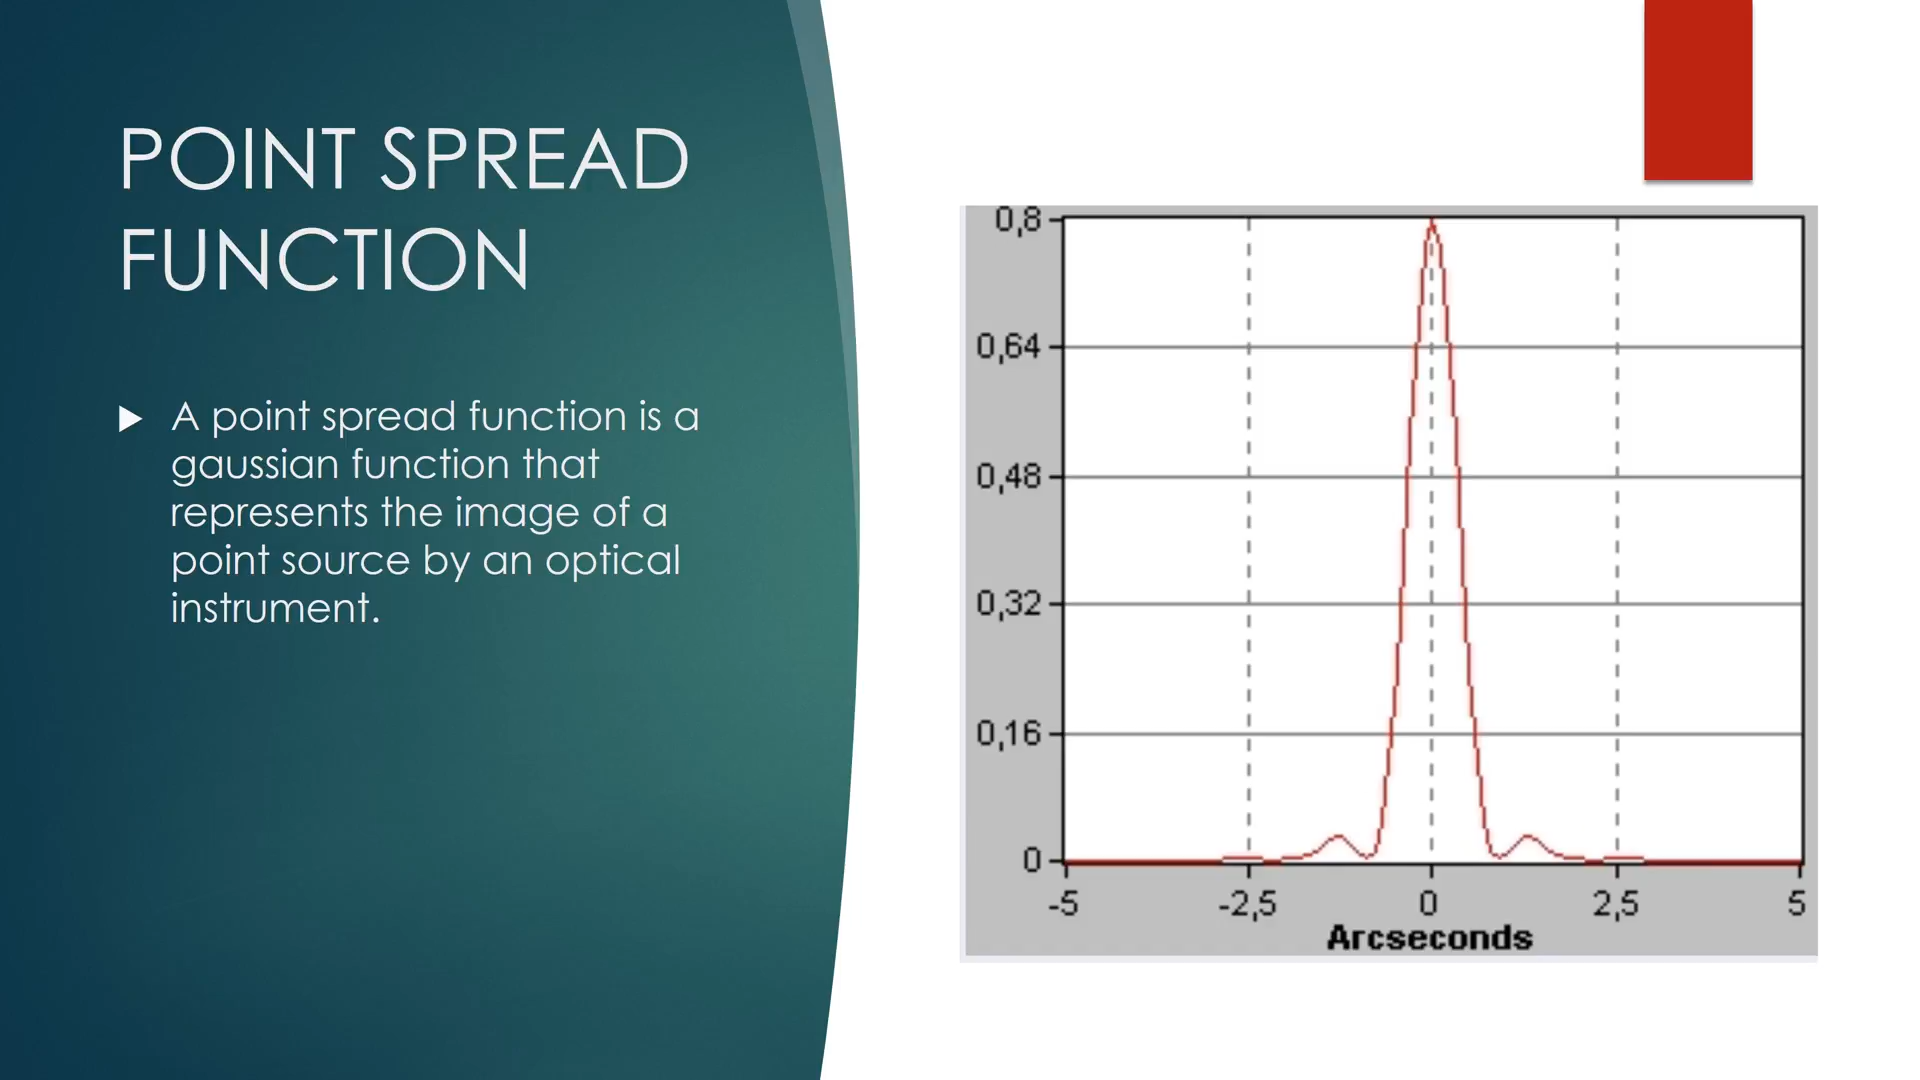 POINT SPREAD
FUNCTION
A point spread function is a
gaussian function that
represents the image of a
point source by an optical
instrument.
0,8
0,64
0,48
0,32
0,16
0
-5 -2,5 0 2,5 5
Arcseconds